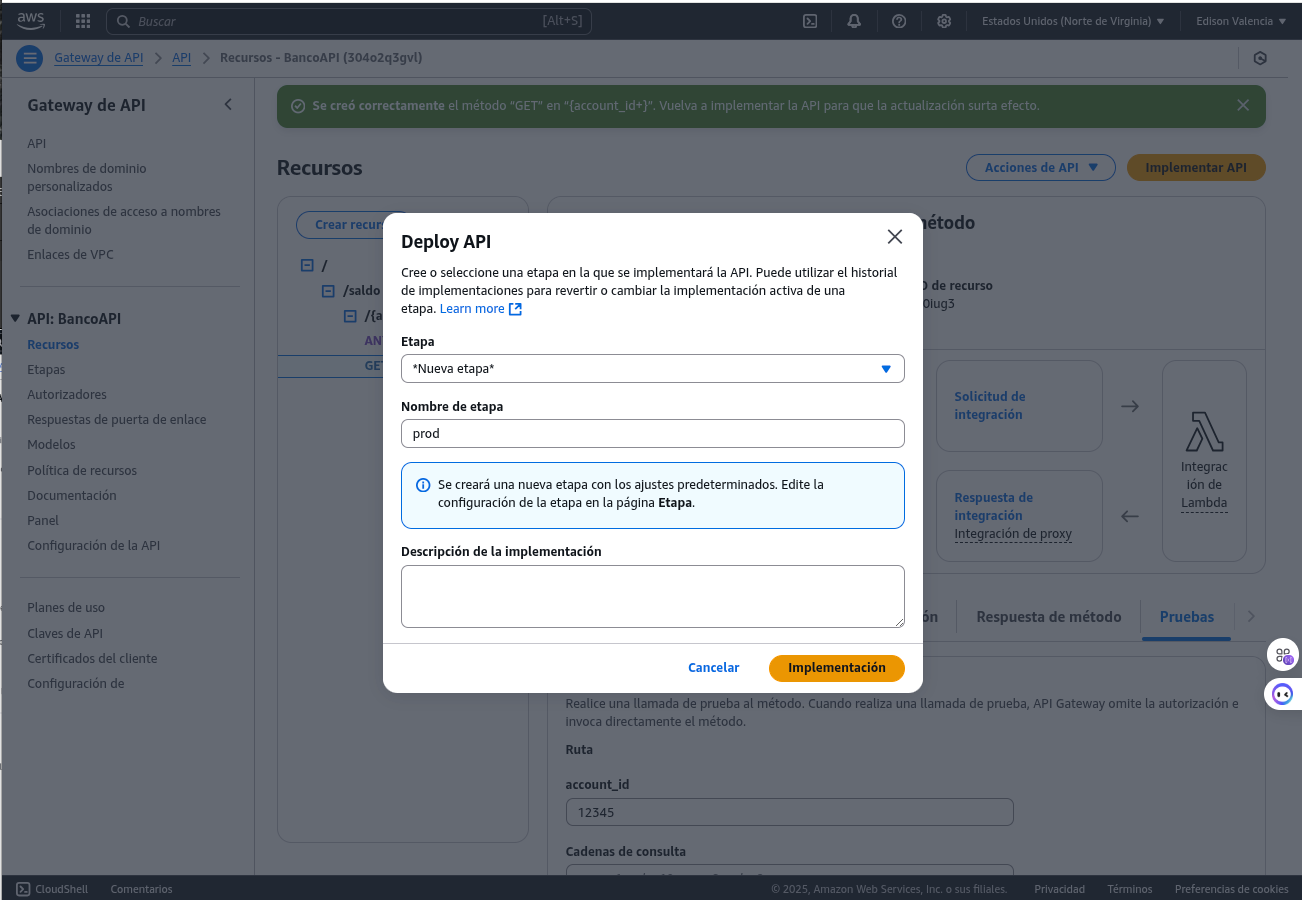 aws
Buscar
[Alt+S]
Estados Unidos (Norte de Virginia)
Edison Valencia
Gateway de API
API
Recursos - BancoAPI (304o2q3gvl)
Gateway de API
API
Nombres de dominio
personalizados
Asociaciones de acceso a nombres
de dominio
Enlaces de VPC
API: BancoAPI
Recursos
Etapas
Autorizadores
Respuestas de puerta de enlace
Modelos
Política de recursos
Documentación
Panel
Configuración de la API
Planes de uso
Claves de API
Certificados del cliente
Configuración de
Se creó correctamente el método "GET" en "{account_id+}". Vuelva a implementar la API para que la actualización surta efecto.
Recursos
Acciones de API
Implementar API
Crear recurs
/
/saldo
/{a
AN
GE
Deploy API
Cree o seleccione una etapa en la que se implementará la API. Puede utilizar el historial
de implementaciones para revertir o cambiar la implementación activa de una
etapa. Learn more
Etapa
*Nueva etapa*
Nombre de etapa
prod
Se creará una nueva etapa con los ajustes predeterminados. Edite la
configuración de la etapa en la página Etapa.
Descripción de la implementación
Cancelar
Implementación
étodo
de recurso
0iug3
Solicitud de
integración
Respuesta de
integración
Integración de proxy
Integrac
ión de
Lambda
ón
Respuesta de método
Pruebas
Realice una llamada de prueba al método. Cuando realiza una llamada de prueba, API Gateway omite la autorización e
invoca directamente el método.
Ruta
account_id
12345
Cadenas de consulta
CloudShell
Comentarios
© 2025, Amazon Web Services, Inc. o sus filiales.
Privacidad
Términos
Preferencias de cookies